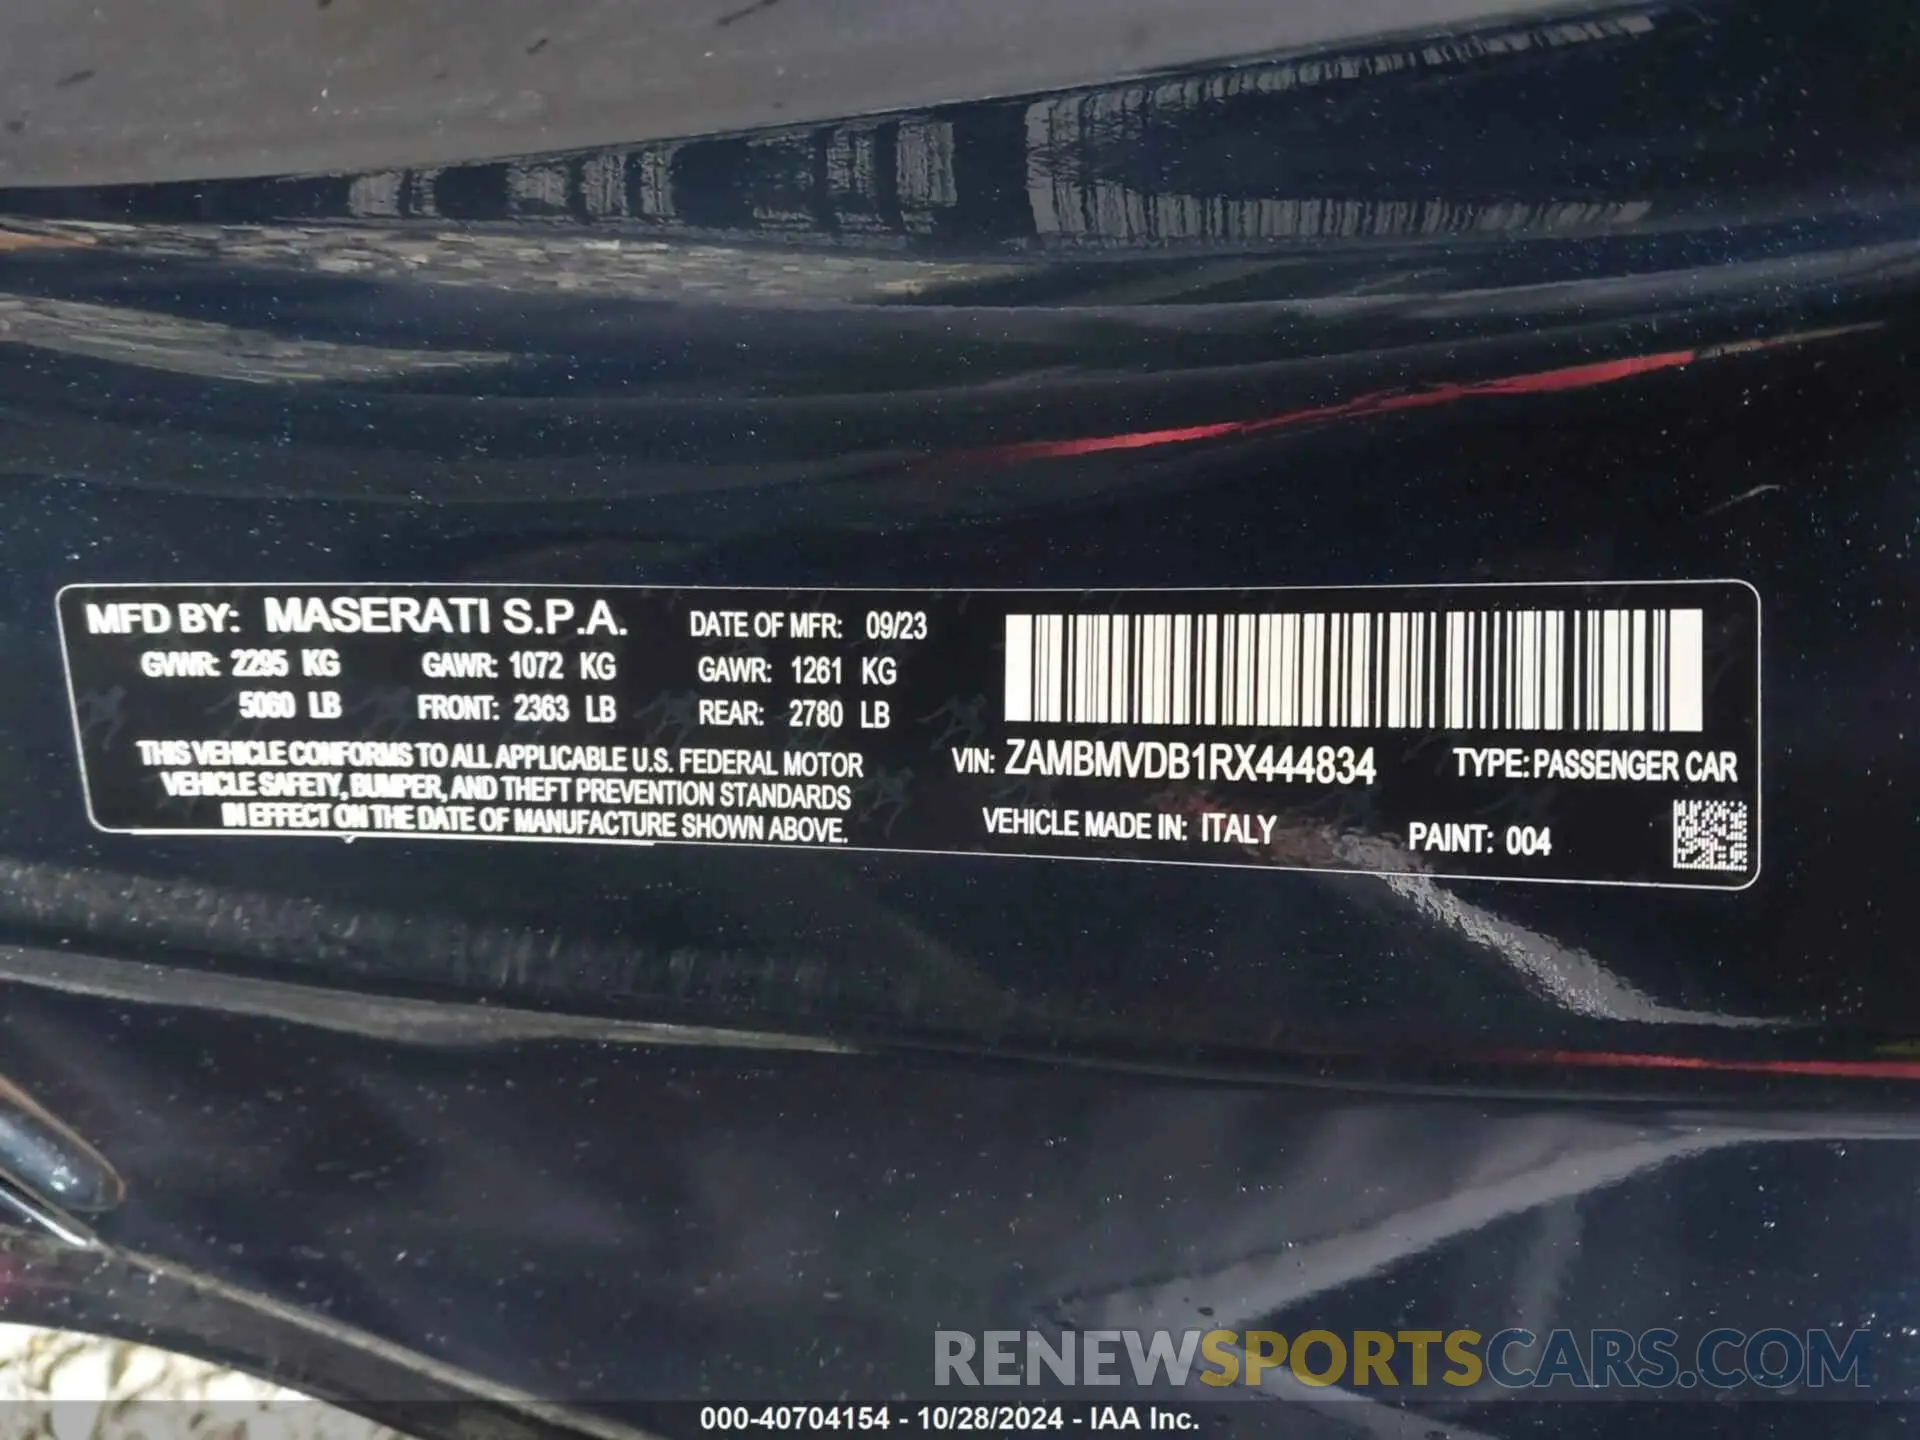 MFD BY: MASERATI S.P.A. DATE OF MFR: 09/23
GVWR: 2295 KG GAWR: 1072 KG GAWR: 1261 KG
5060 LB FRONT: 2363 LB REAR: 2780 LB
THIS VEHICLE CONFORMS TO ALL APPLICABLE U.S. FEDERAL MOTOR
VEHICLE SAFETY, BUMPER, AND THEFT PREVENTION STANDARDS
IN EFFECT ON THE DATE OF MANUFACTURE SHOWN ABOVE.
VIN: ZAMBMVDB1RX444834 TYPE: PASSENGER CAR
VEHICLE MADE IN: ITALY PAINT: 004
RENEWSPORTSCARS.COM
000-40704154 - 10/28/2024 - IAA Inc.